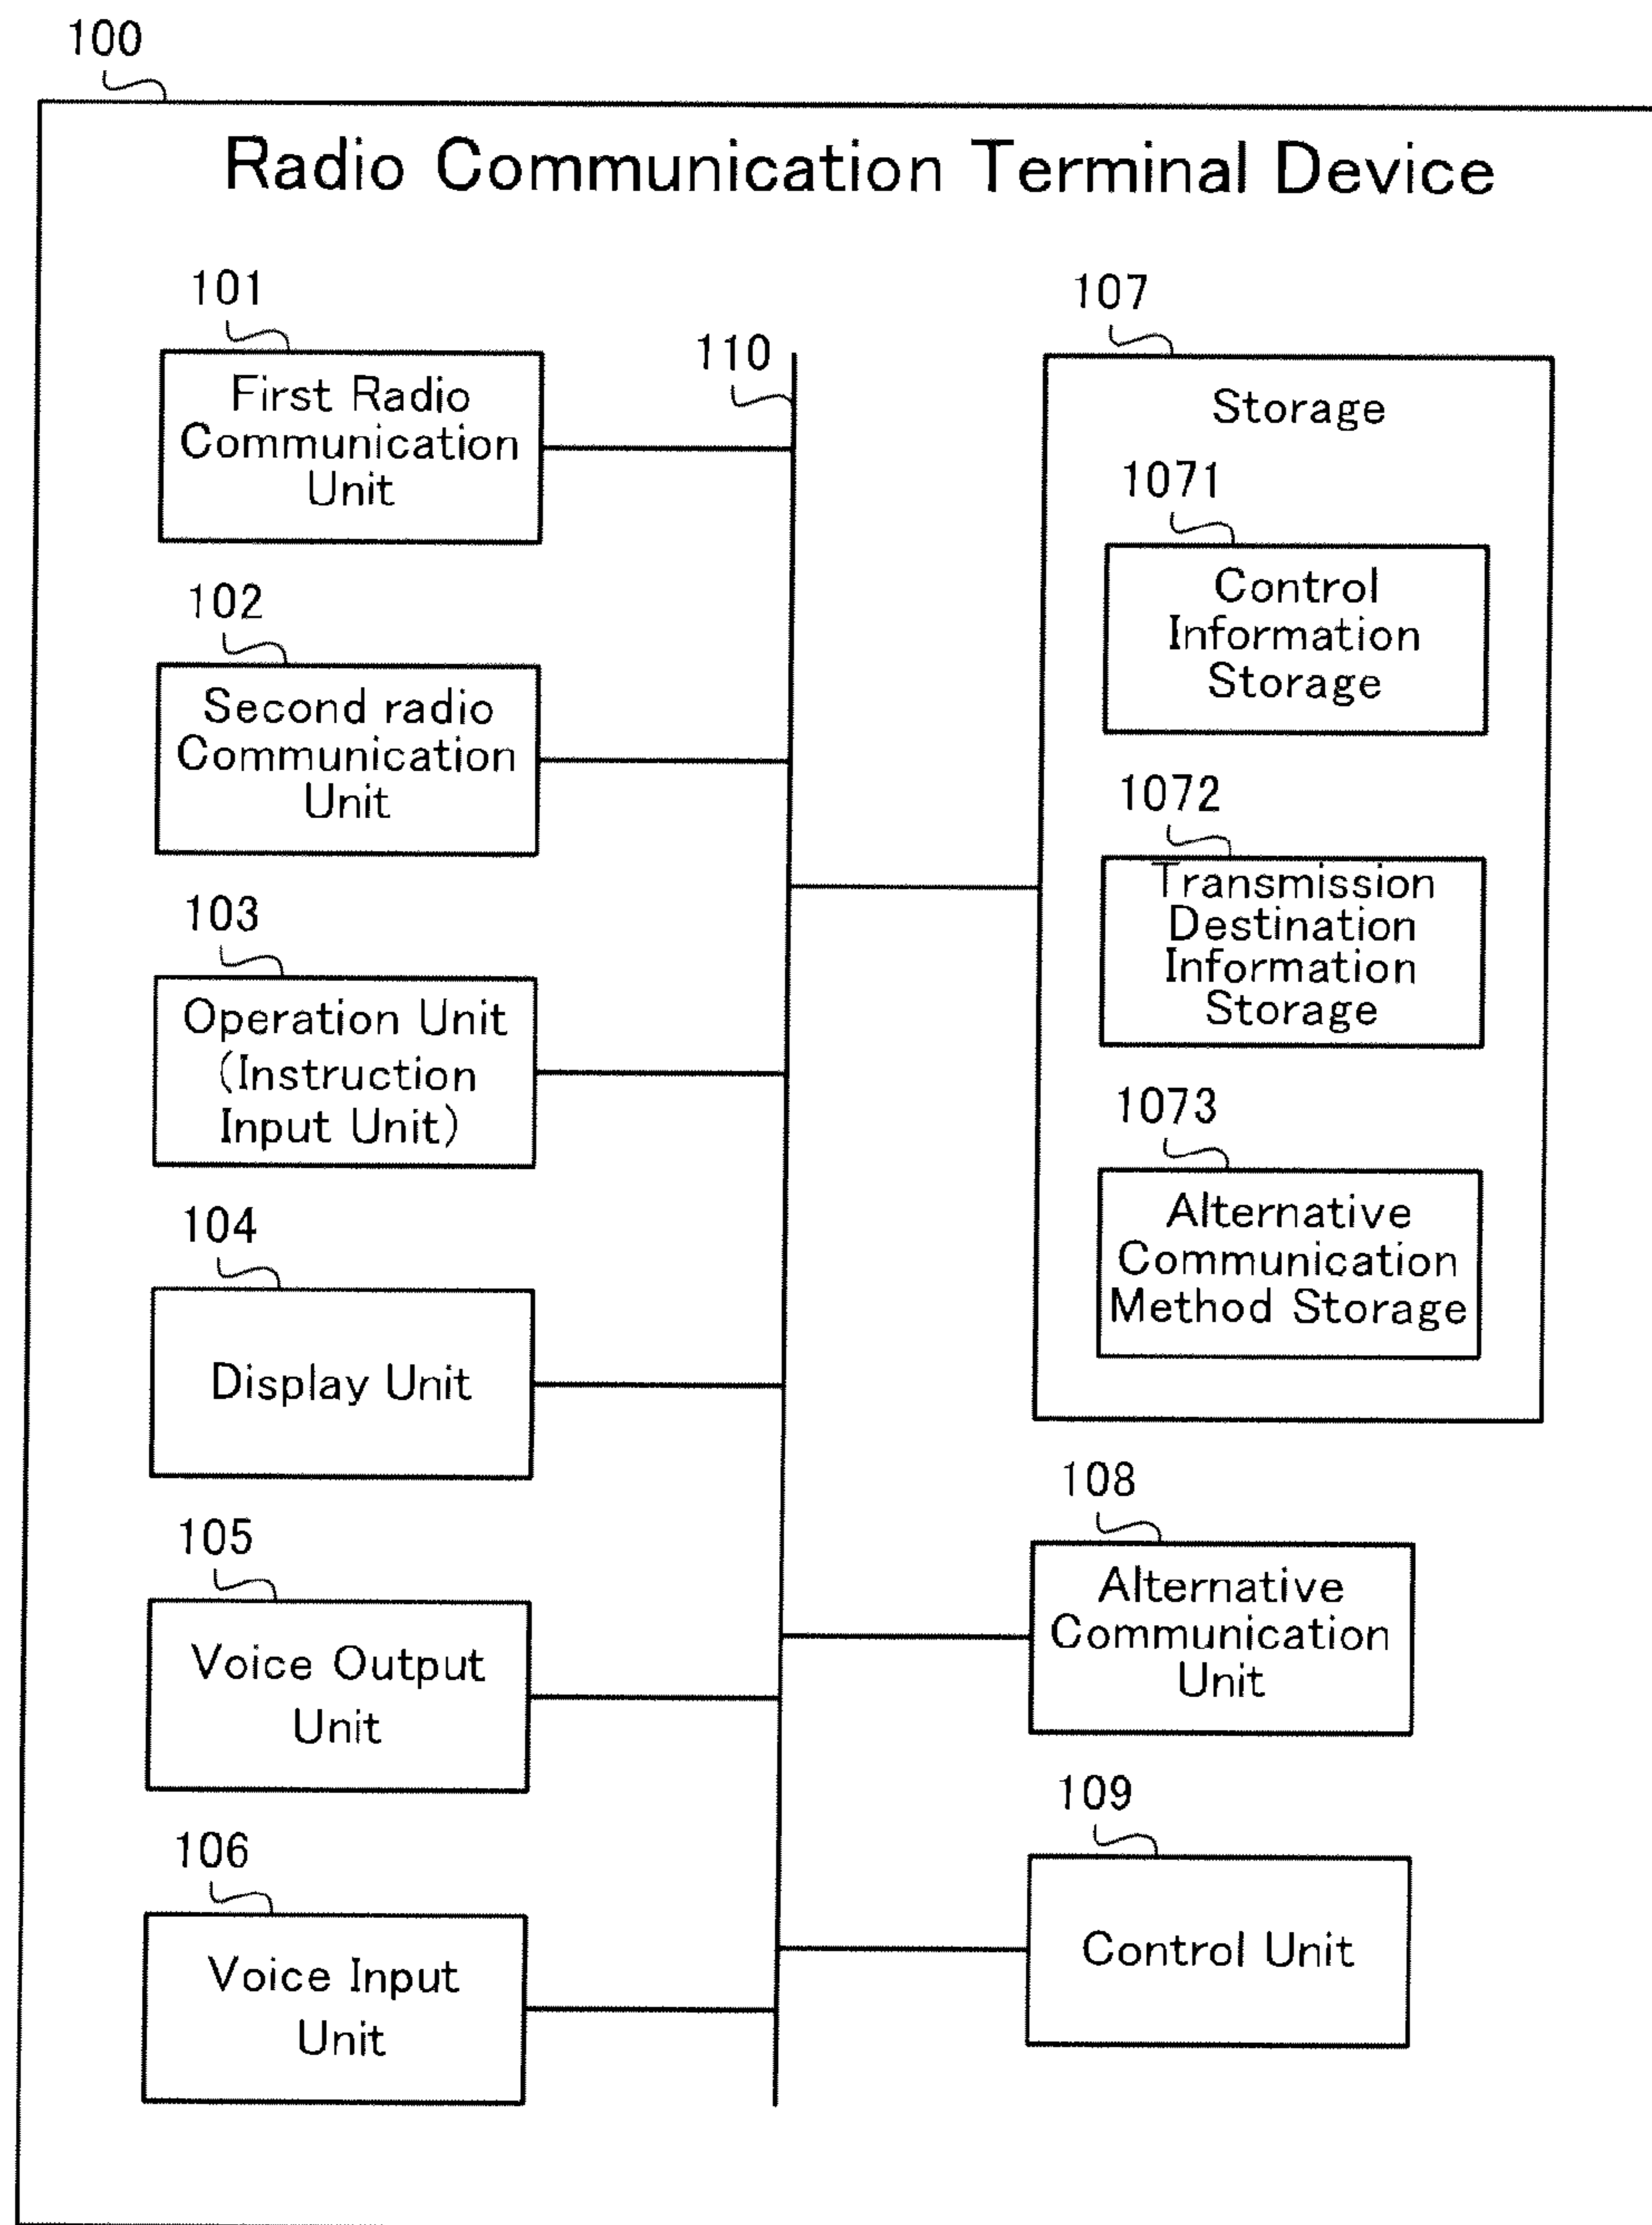 100
Radio Communication Terminal Device
101
First Radio
Communication
Unit
102
Second radio
Communication
Unit
103
Operation Unit
(Instruction
Input Unit)
104
Display Unit
105
Voice Output
Unit
106
Voice Input
Unit
110
107
Storage
1071
Control
Information
Storage
1072
Transmission
Destination
Information
Storage
1073
Alternative
Communication
Method Storage
108
Alternative
Communication
Unit
109
Control Unit